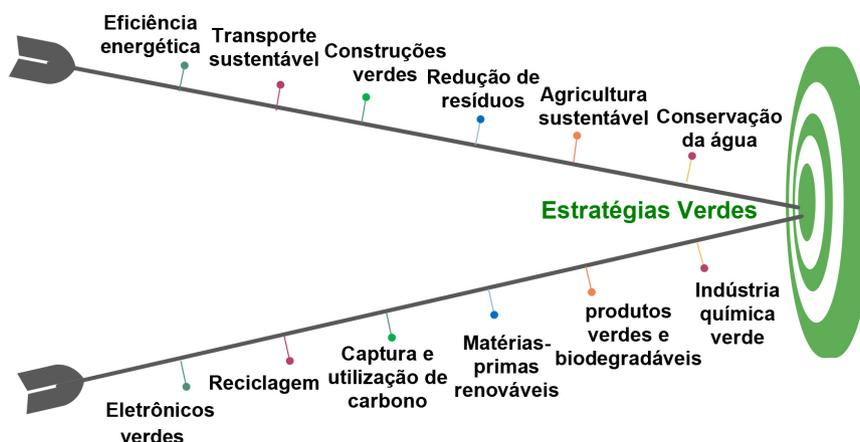 Eficiência
energética
Transporte
sustentável
Construções
verdes
Redução de
resíduos
Agricultura
sustentável
Conservação
da água
Estratégias Verdes
Eletrônicos
verdes
Reciclagem
Captura e
utilização de
carbono
Matérias-
primas
renováveis
produtos
verdes e
biodegradáveis
Indústria
química
verde